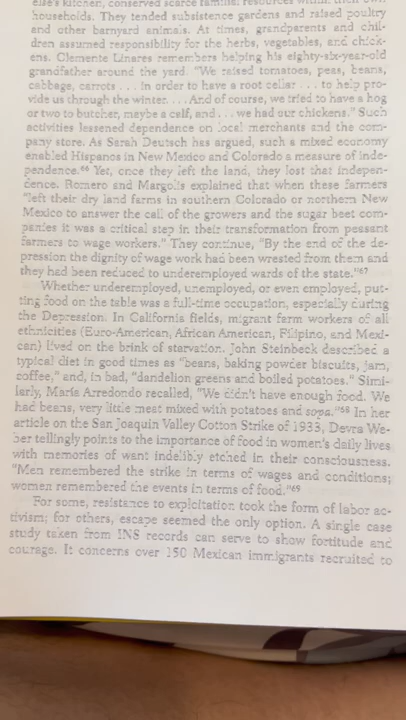 else's kitchen, conserved scarce familial resources within their own
households. They tended subsistence gardens and raised poultry
and other barnyard animals. At times, grandparents and chil-
dren assumed responsibility for the herbs, vegetables, and chick-
ens. Clemente Linares remembers helping his eighty-six-year-old
grandfather around the yard. "We raised tomatoes, peas, beans,
cabbage, carrots . . . in order to have a root cellar . . . to help pro-
vide us through the winter. . . . And of course, we tried to have a hog
or two to butcher, maybe a calf, and . . . we had our chickens." Such
activities lessened dependence on local merchants and the com-
pany store. As Sarah Deutsch has argued, such a mixed economy
enabled Hispanos in New Mexico and Colorado a measure of inde-
pendence.66 Yet, once they left the land, they lost that indepen-
dence. Romero and Margolis explained that when these farmers
"left their dry land farms in southern Colorado or northern New
Mexico to answer the call of the growers and the sugar beet com-
panies it was a critical step in their transformation from peasant
farmers to wage workers." They continue, "By the end of the de-
pression the dignity of wage work had been wrested from them and
they had been reduced to underemployed wards of the state."67
Whether underemployed, unemployed, or even employed, put-
ting food on the table was a full-time occupation, especially during
the Depression. In California fields, migrant farm workers of all
ethnicities (Euro-American, African American, Filipino, and Mexi-
can) lived on the brink of starvation. John Steinbeck described a
typical diet in good times as "beans, baking powder biscuits, jam,
coffee," and, in bad, "dandelion greens and boiled potatoes." Simi-
larly, María Arredondo recalled, "We didn't have enough food. We
had beans, very little meat mixed with potatoes and sopa."68 In her
article on the San Joaquin Valley Cotton Strike of 1933, Devra We-
ber tellingly points to the importance of food in women's daily lives
with memories of want indelibly etched in their consciousness.
"Men remembered the strike in terms of wages and conditions;
women remembered the events in terms of food."69
For some, resistance to exploitation took the form of labor ac-
tivism; for others, escape seemed the only option. A single case
study taken from INS records can serve to show fortitude and
courage. It concerns over 150 Mexican immigrants recruited to